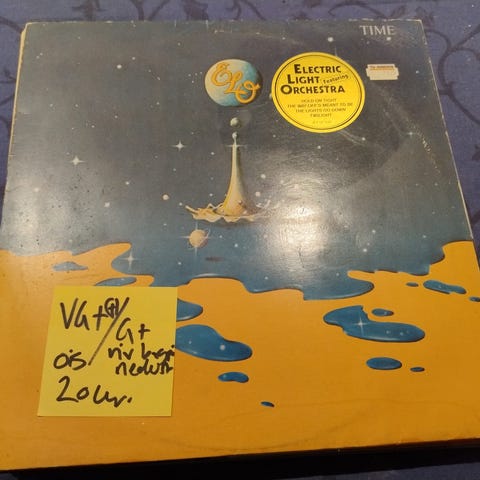 TIME
ELO
ELECTRIC
LIGHT featuring
ORCHESTRA
HOLD ON TIGHT
THE WAY LIFE'S MEANT TO BE
THE LIGHTS GO DOWN
TWILIGHT
VG+
G+
ois
20